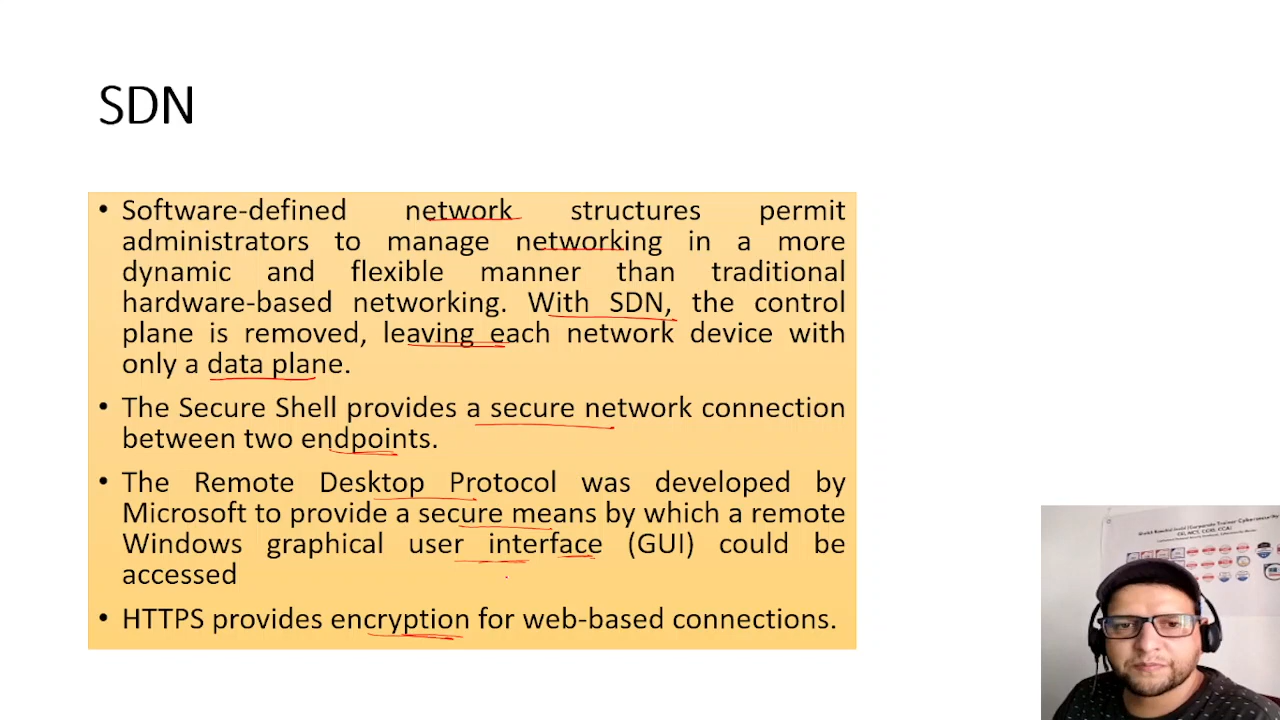 SDN
• Software-defined network structures permit
administrators to manage networking in a more
dynamic and flexible manner than traditional
hardware-based networking. With SDN, the control
plane is removed, leaving each network device with
only a data plane.
• The Secure Shell provides a secure network connection
between two endpoints.
• The Remote Desktop Protocol was developed by
Microsoft to provide a secure means by which a remote
Windows graphical user interface (GUI) could be
accessed
• HTTPS provides encryption for web-based connections.